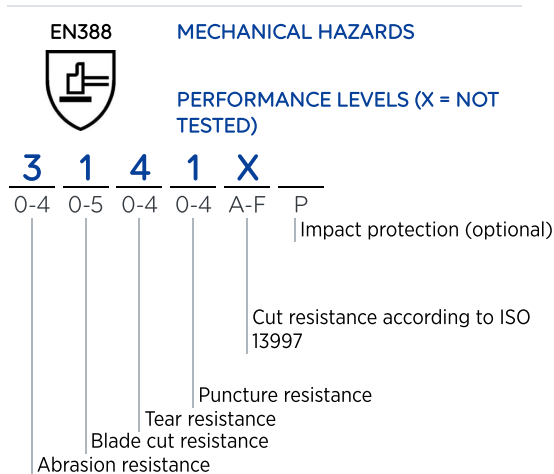 EN388
MECHANICAL HAZARDS
PERFORMANCE LEVELS (X = NOT
TESTED)
3 1 4 1 X
0-4 0-5 0-4 0-4 A-F P
Impact protection (optional)
Cut resistance according to ISO
13997
Puncture resistance
Tear resistance
Blade cut resistance
Abrasion resistance